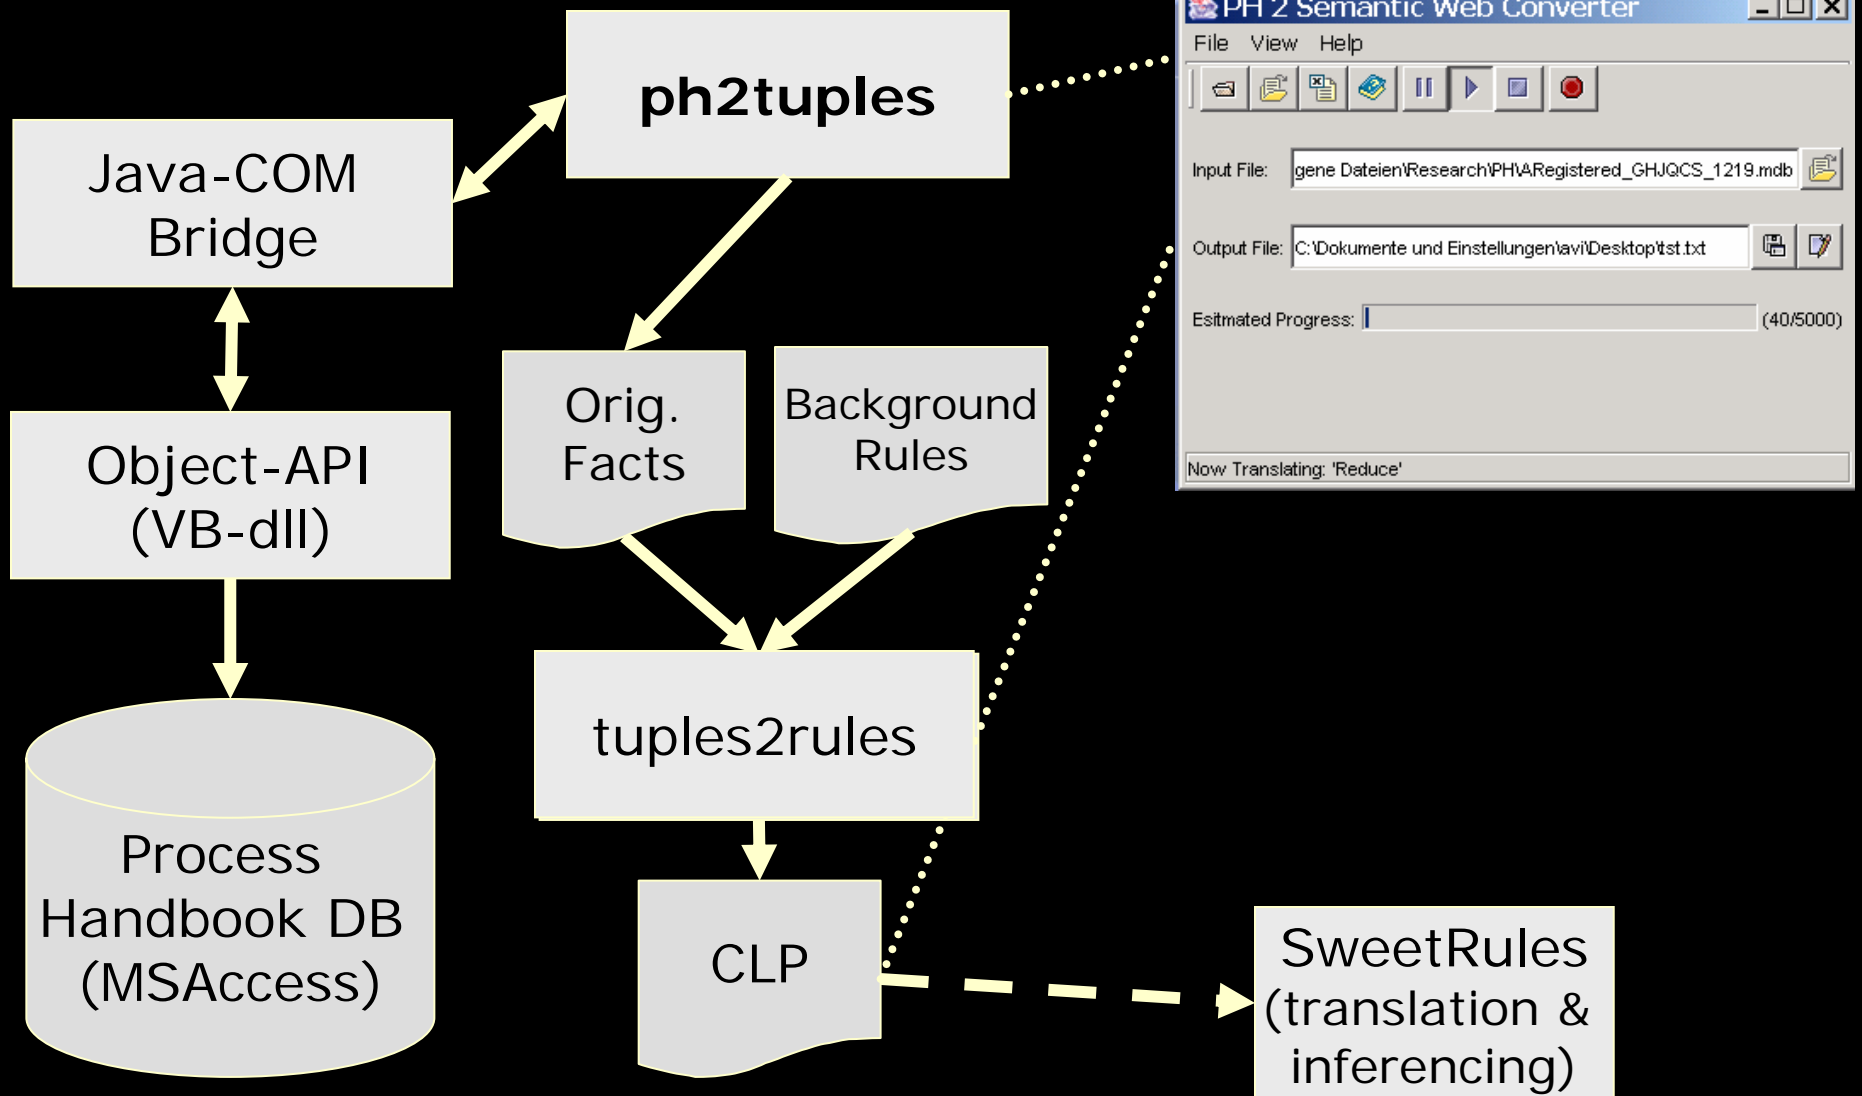 PH 2 Semantic Web Converter
File View Help
ph2tuples
Java-COM
Bridge
Input File: gene Dateien\Research\PH\ARegistered_GHJQCS_1219.mdb
Output File: C:\Dokumente und Einstellungen\avi\Desktop\tst.txt
Esitmated Progress: (40/5000)
Now Translating: 'Reduce'
Object-API
(VB-dll)
Orig.
Facts
Background
Rules
tuples2rules
Process
Handbook DB
(MSAccess)
CLP
SweetRules
(translation &
inferencing)